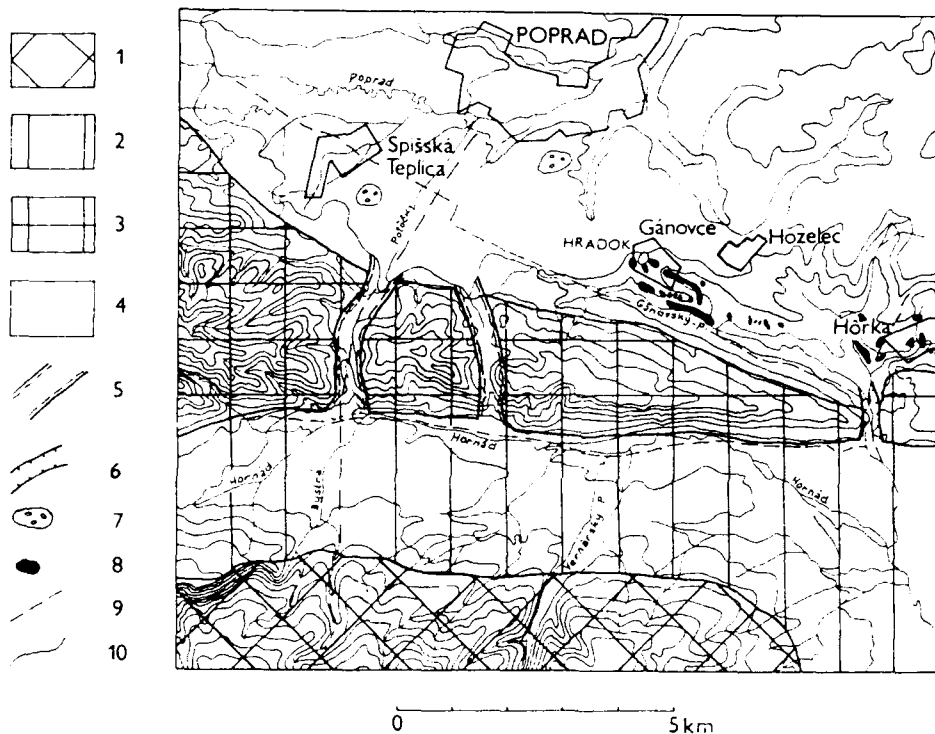 1
2
3
4
5
6
7
8
9
10
POPRAD
Poprad
Spišská
Teplica
Gánovce
HRADOK
Hozelec
Gánovský p.
Hôrka
Hornád
Hornád
Bystrá
Hornád
0 5 km